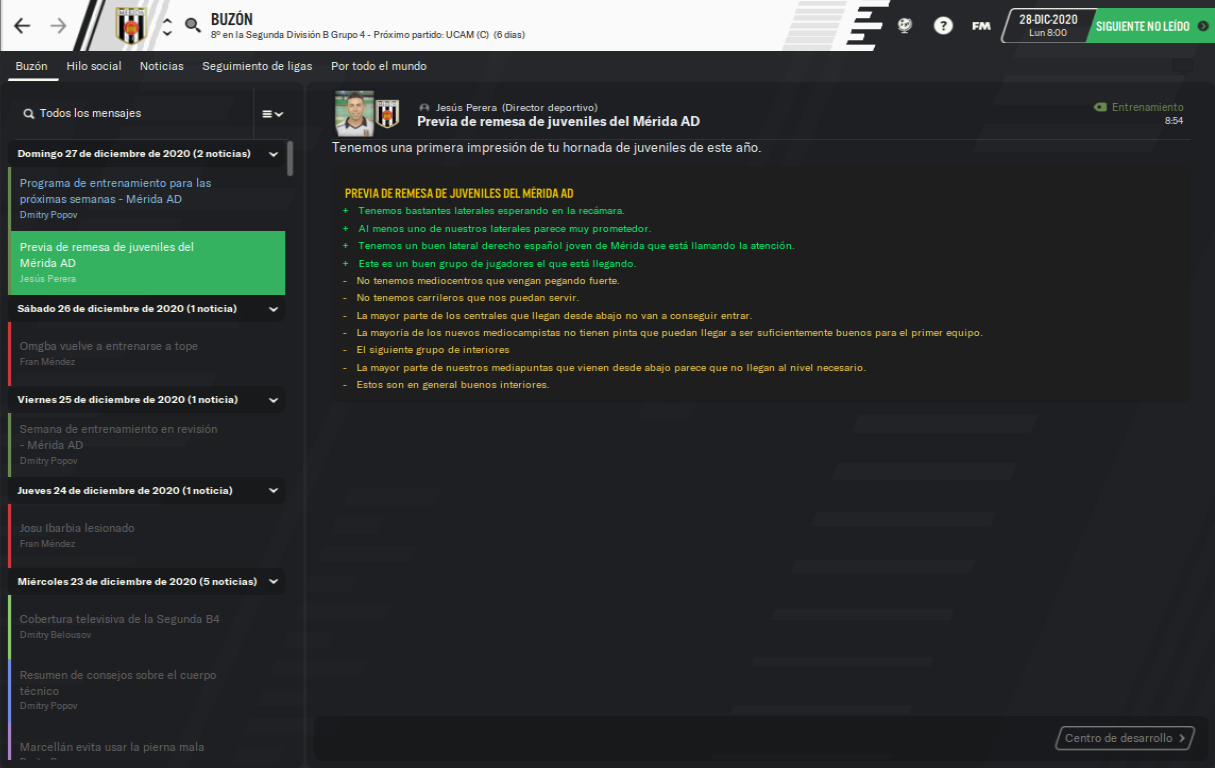 BUZÓN
8º en la Segunda División B Grupo 4 - Próximo partido: UCAM (C) (6 días)
?
FM
28-DIC-2020
Lun 8:00
SIGUIENTE NO LEÍDO
Buzón
Hilo social
Noticias
Seguimiento de ligas
Por todo el mundo
Todos los mensajes
Domingo 27 de diciembre de 2020 (2 noticias)
Programa de entrenamiento para las
próximas semanas - Mérida AD
Dmitry Popov
Previa de remesa de juveniles del
Mérida AD
Jesús Perera
Sábado 26 de diciembre de 2020 (1 noticia)
Omgba vuelve a entrenarse a tope
Fran Méndez
Viernes 25 de diciembre de 2020 (1 noticia)
Semana de entrenamiento en revisión
- Mérida AD
Dmitry Popov
Jueves 24 de diciembre de 2020 (1 noticia)
Josu Ibarbia lesionado
Fran Méndez
Miércoles 23 de diciembre de 2020 (5 noticias)
Cobertura televisiva de la Segunda B4
Dmitry Belousov
Resumen de consejos sobre el cuerpo
técnico
Dmitry Popov
Marcellán evita usar la pierna mala
Jesús Perera (Director deportivo)
Previa de remesa de juveniles del Mérida AD
Entrenamiento
8:54
Tenemos una primera impresión de tu hornada de juveniles de este año.
PREVIA DE REMESA DE JUVENILES DEL MÉRIDA AD
+ Tenemos bastantes laterales esperando en la recámara.
+ Al menos uno de nuestros laterales parece muy prometedor.
+ Tenemos un buen lateral derecho español joven de Mérida que está llamando la atención.
+ Este es un buen grupo de jugadores el que está llegando.
- No tenemos mediocentros que vengan pegando fuerte.
- No tenemos carrileros que nos puedan servir.
- La mayor parte de los centrales que llegan desde abajo no van a conseguir entrar.
- La mayoría de los nuevos mediocampistas no tienen pinta que puedan llegar a ser suficientemente buenos para el primer equipo.
- El siguiente grupo de interiores
- La mayor parte de nuestros mediapuntas que vienen desde abajo parece que no llegan al nivel necesario.
- Estos son en general buenos interiores.
Centro de desarrollo